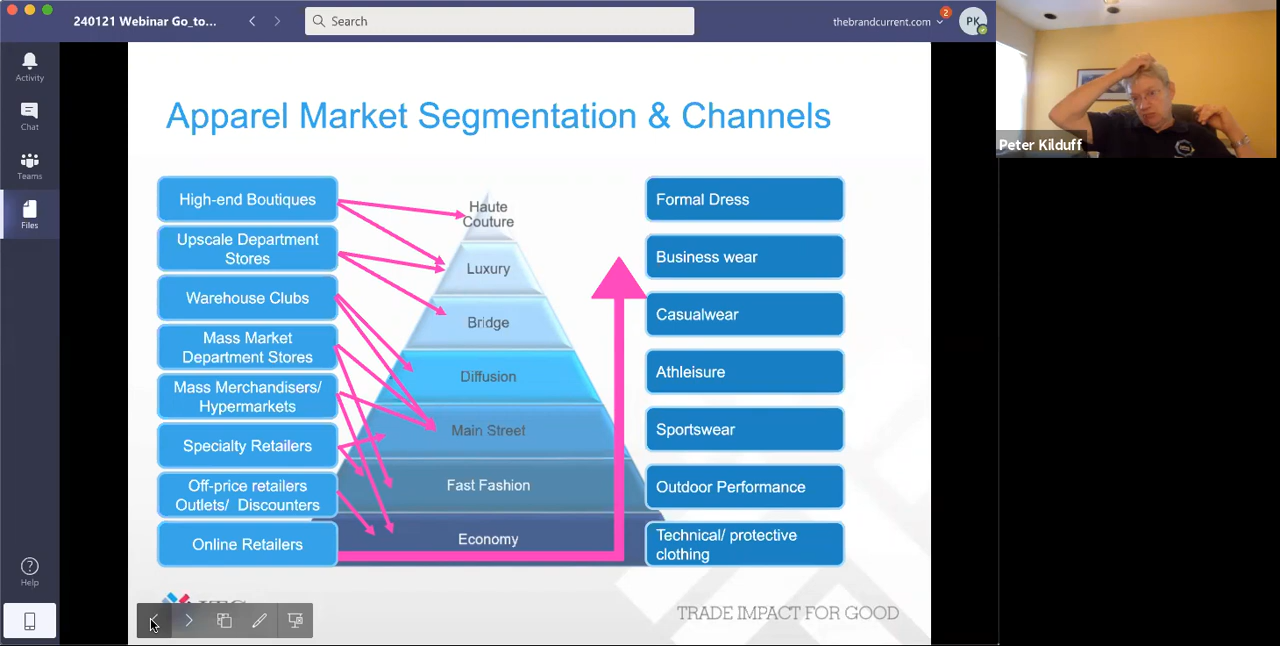 240121 Webinar Go_to...
Search
thebrandcurrent.com
2
PK
Activity
Chat
Teams
Files
Help
Peter Kilduff
Apparel Market Segmentation & Channels
High-end Boutiques
Upscale Department
Stores
Warehouse Clubs
Mass Market
Department Stores
Mass Merchandisers/
Hypermarkets
Specialty Retailers
Off-price retailers
Outlets/ Discounters
Online Retailers
Haute
Couture
Luxury
Bridge
Diffusion
Main Street
Fast Fashion
Economy
Formal Dress
Business wear
Casualwear
Athleisure
Sportswear
Outdoor Performance
Technical/ protective
clothing
TRADE IMPACT FOR GOOD